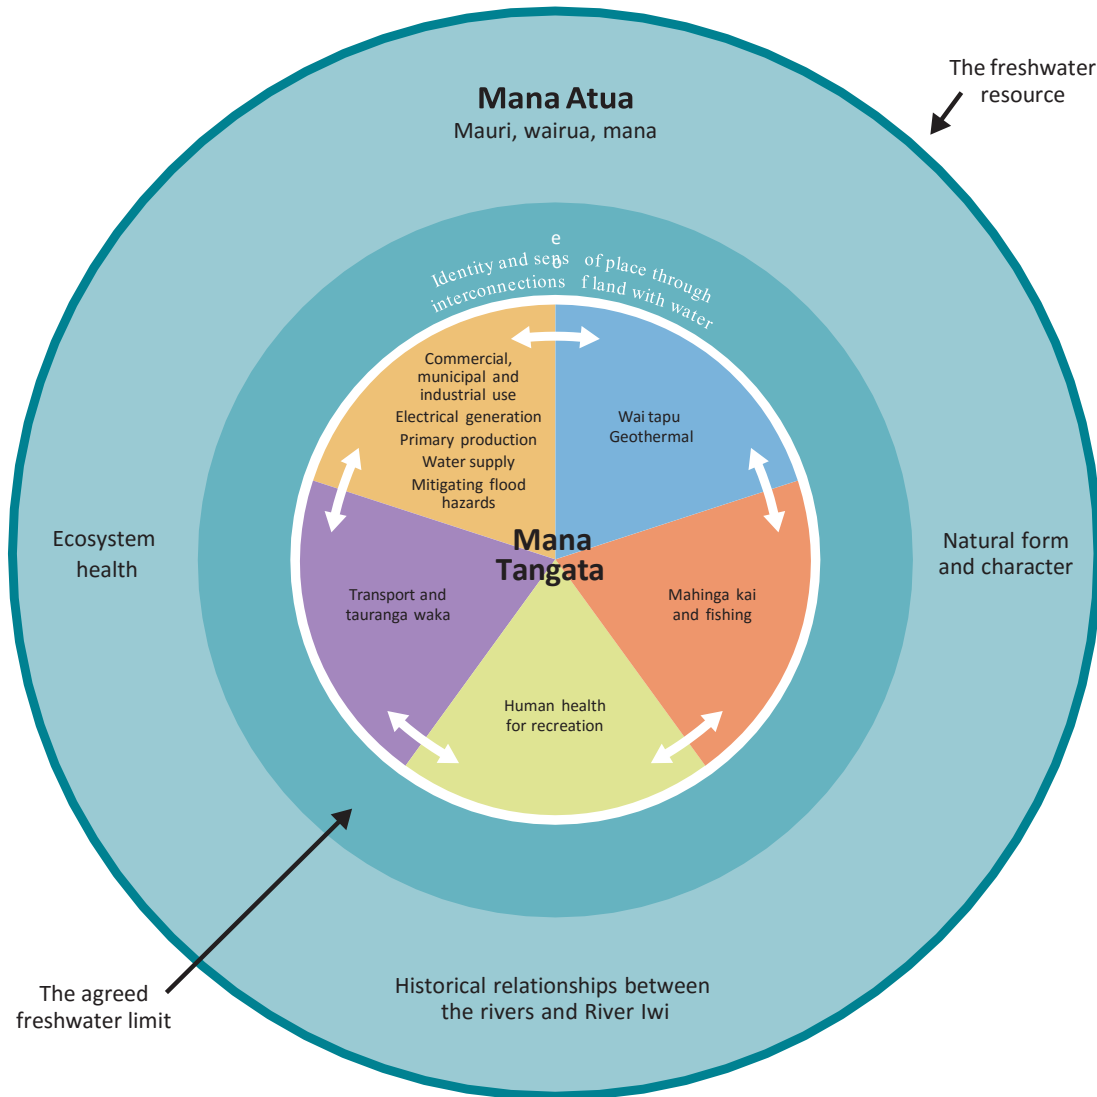 The freshwater
resource
Mana Atua
Mauri, wairua, mana
Identity and sense of place through
interconnections of land with water
Commercial,
municipal and
industrial use
Electrical generation
Primary production
Water supply
Mitigating flood
hazards
Wai tapu
Geothermal
Mana
Tangata
Ecosystem
health
Natural form
and character
Transport and
tauranga waka
Mahinga kai
and fishing
Human health
for recreation
The agreed
freshwater limit
Historical relationships between
the rivers and River Iwi